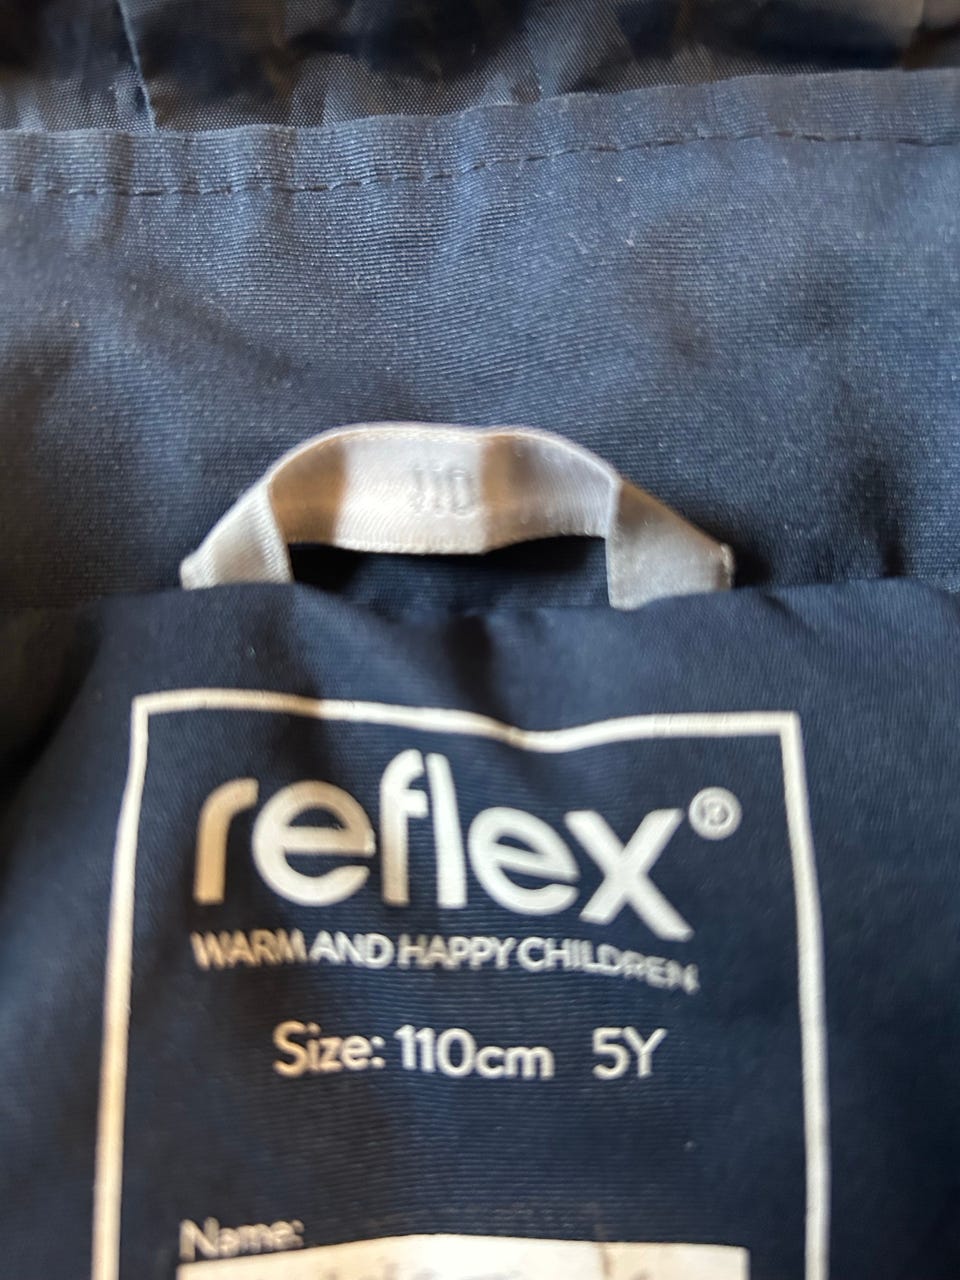 110
reflex®
WARM AND HAPPY CHILDREN
Size: 110cm 5Y
Name: